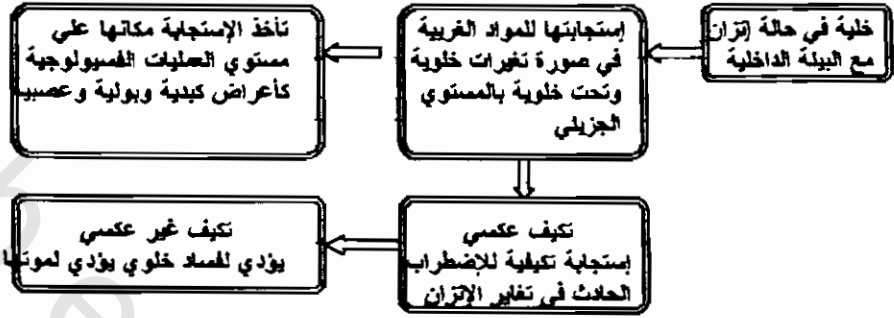 خلية في حالة إتزان
مع البيئة الداخلية
إستجابتها للمواد الغريبة
في صورة تغيرات خلوية
وتحت خلوية بالمستوي
الجزيئي
تأخذ الإستجابة مكانها علي
مستوي العمليات الفسيولوجية
كأعراض كبدية وبولية وعصبية
تكيف عكسي
إستجابة تكيفية للإضطراب
الحادث في تغاير الإتزان
تكيف غير عكسي
يؤدي لفساد خلوي يؤدي لموتها